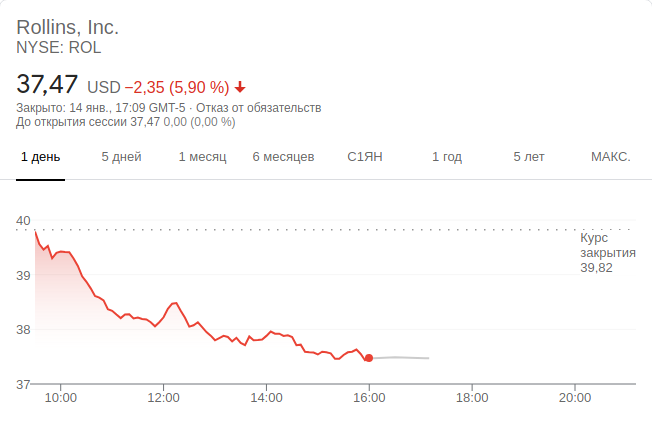 Rollins, Inc.
NYSE: ROL
37,47 USD −2,35 (5,90 %)
Закрыто: 14 янв., 17:09 GMT-5 · Отказ от обязательств
До открытия сессии 37,47 0,00 (0,00 %)
1 день 5 дней 1 месяц 6 месяцев С1ЯН 1 год 5 лет МАКС.
40
Курс
закрытия
39,82
39
38
37
10:00 12:00 14:00 16:00 18:00 20:00